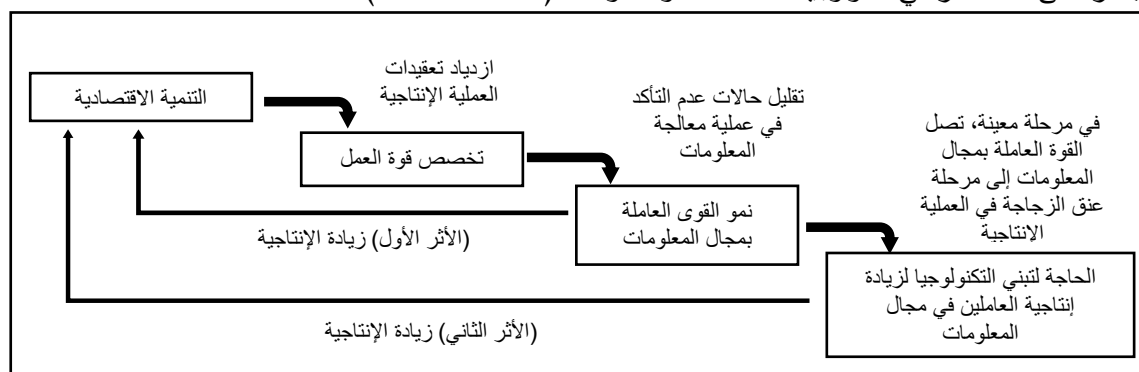 التنمية الاقتصادية
ازدياد تعقيدات
العملية الإنتاجية
تخصص قوة العمل
تقليل حالات عدم التأكد
في عملية معالجة
المعلومات
نمو القوى العاملة
بمجال المعلومات
في مرحلة معينة، تصل
القوة العاملة بمجال
المعلومات إلى مرحلة
عنق الزجاجة في العملية
الإنتاجية
الحاجة لتبني التكنولوجيا لزيادة
إنتاجية العاملين في مجال
المعلومات
(الأثر الأول) زيادة الإنتاجية
(الأثر الثاني) زيادة الإنتاجية